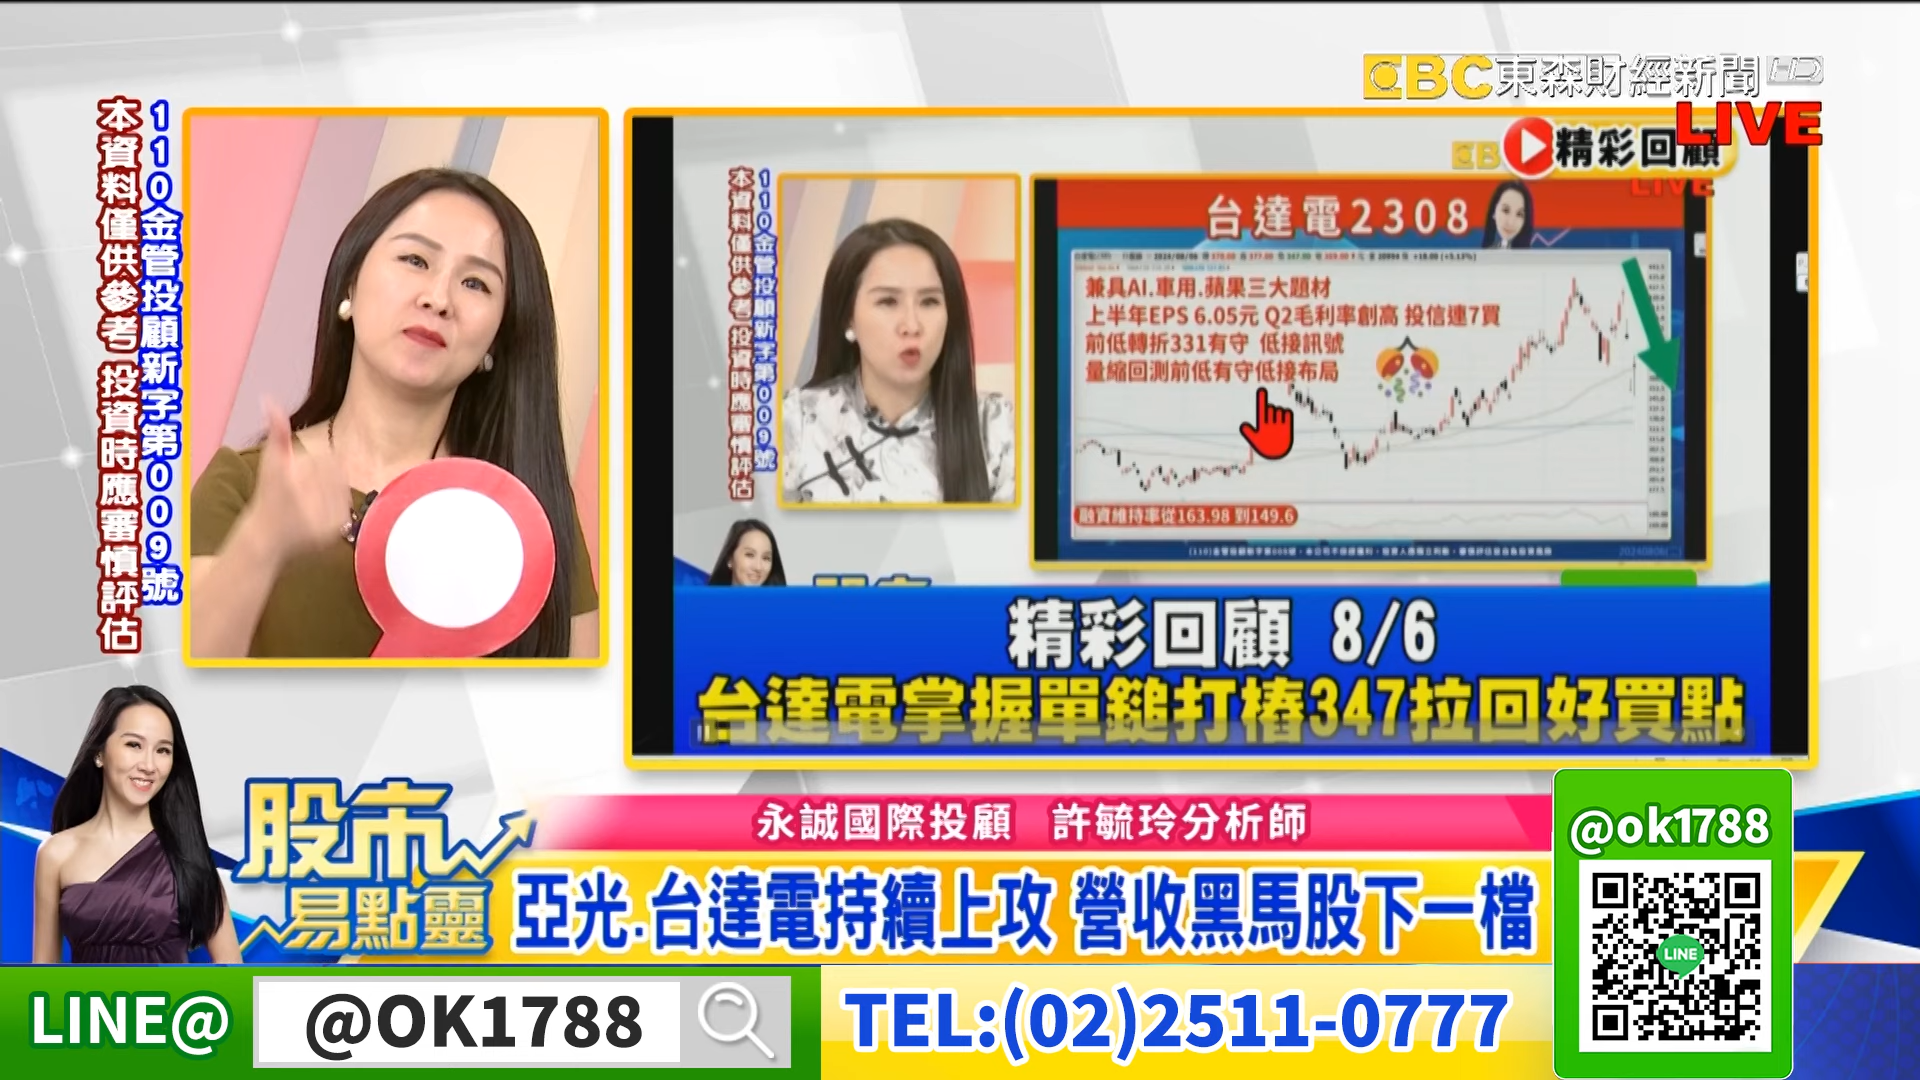 EBC東森財經新聞HD
LIVE
精彩回顧
本資料僅供參考 投資時應審慎評估
110金管投顧新字第009號
本資料僅供參考 投資時應審慎評估
110金管投顧新字第009號
LIVE
台達電2308
兼具AI.車用.蘋果三大題材
上半年EPS 6.05元 Q2毛利率創高 投信連7買
前低轉折331有守 低接訊號
量縮回測前低有守低接布局
融資維持率從163.98 到149.6
精彩回顧 8/6
台達電掌握單鎚打樁347拉回好買點
股市易點靈
永誠國際投顧 許毓玲分析師
亞光.台達電持續上攻 營收黑馬股下一檔
@ok1788
LINE
LINE@ @OK1788
TEL:(02)2511-0777